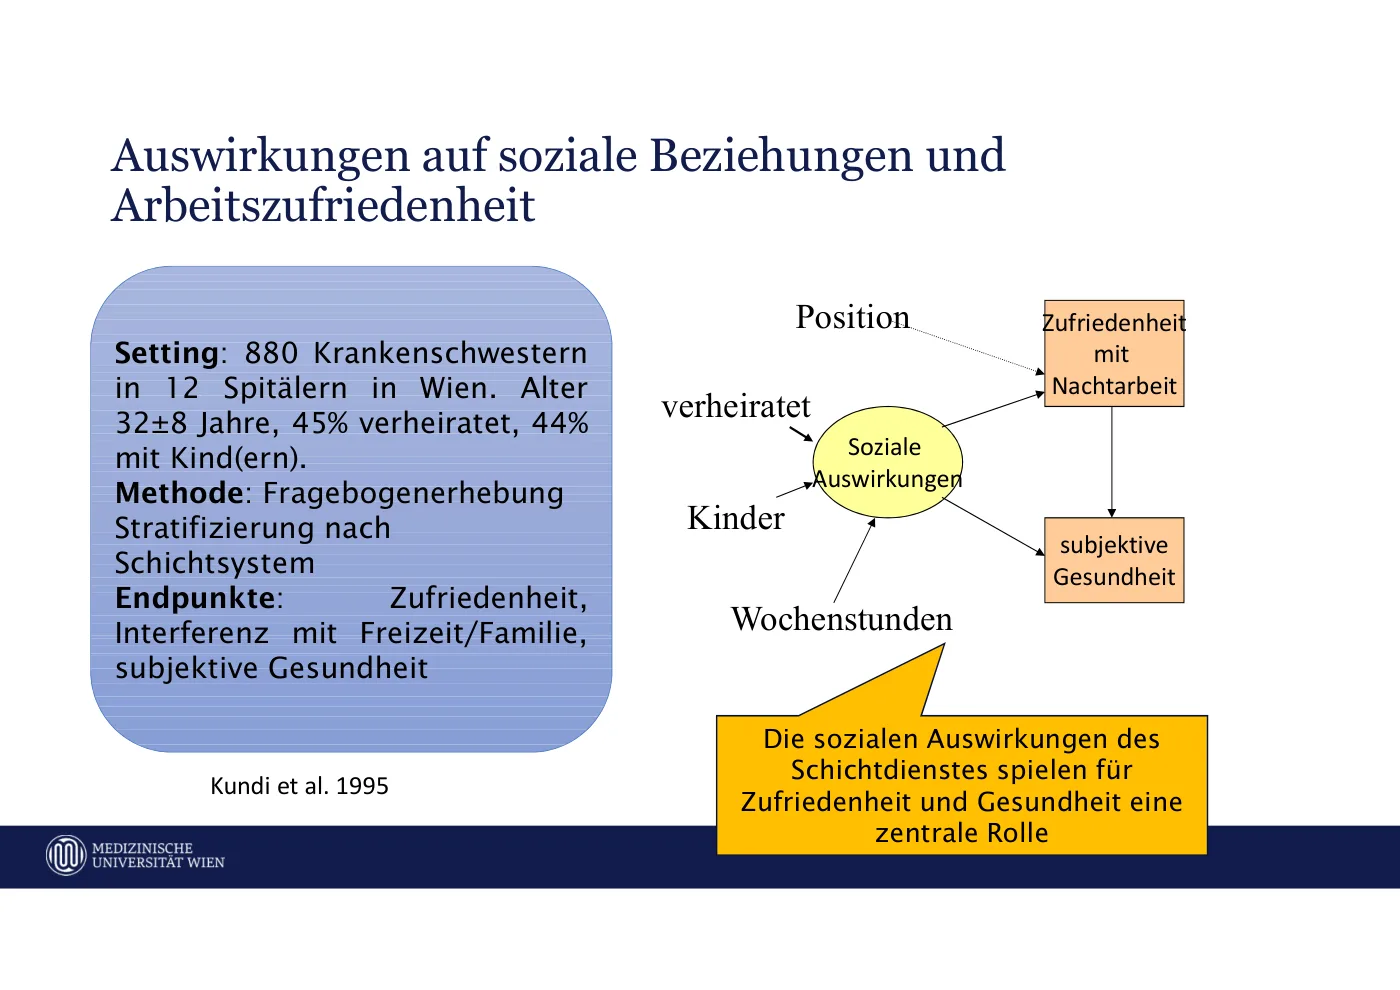 Auswirkungen auf soziale Beziehungen und
Arbeitszufriedenheit
Setting: 880 Krankenschwestern
in 12 Spitälern in Wien. Alter
32±8 Jahre, 45% verheiratet, 44%
mit Kind(ern).
Methode: Fragebogenerhebung
Stratifizierung nach
Schichtsystem
Endpunkte: Zufriedenheit,
Interferenz mit Freizeit/Familie,
subjektive Gesundheit
Kundi et al. 1995
Position
verheiratet
Kinder
Wochenstunden
Soziale
Auswirkungen
Zufriedenheit
mit
Nachtarbeit
subjektive
Gesundheit
Die sozialen Auswirkungen des
Schichtdienstes spielen für
Zufriedenheit und Gesundheit eine
zentrale Rolle
MEDIZINISCHE
UNIVERSITÄT WIEN